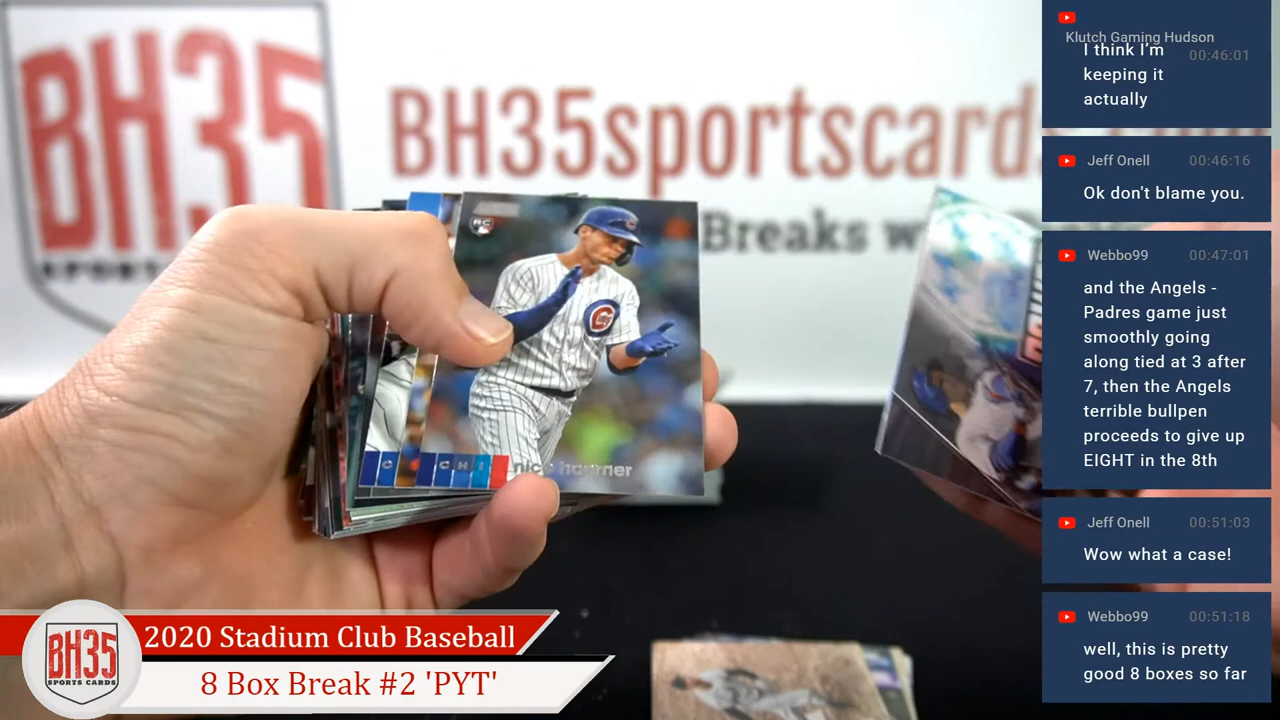 BH35
SPORTS
BH35sportscards
Breaks w
RC
nico hoerner
C
CHI
BH35
SPORTS CARDS
2020 Stadium Club Baseball
8 Box Break #2 'PYT'
Klutch Gaming Hudson
I think I'm 00:46:01
keeping it
actually
Jeff Onell 00:46:16
Ok don't blame you.
Webbo99 00:47:01
and the Angels -
Padres game just
smoothly going
along tied at 3 after
7, then the Angels
terrible bullpen
proceeds to give up
EIGHT in the 8th
Jeff Onell 00:51:03
Wow what a case!
Webbo99 00:51:18
well, this is pretty
good 8 boxes so far